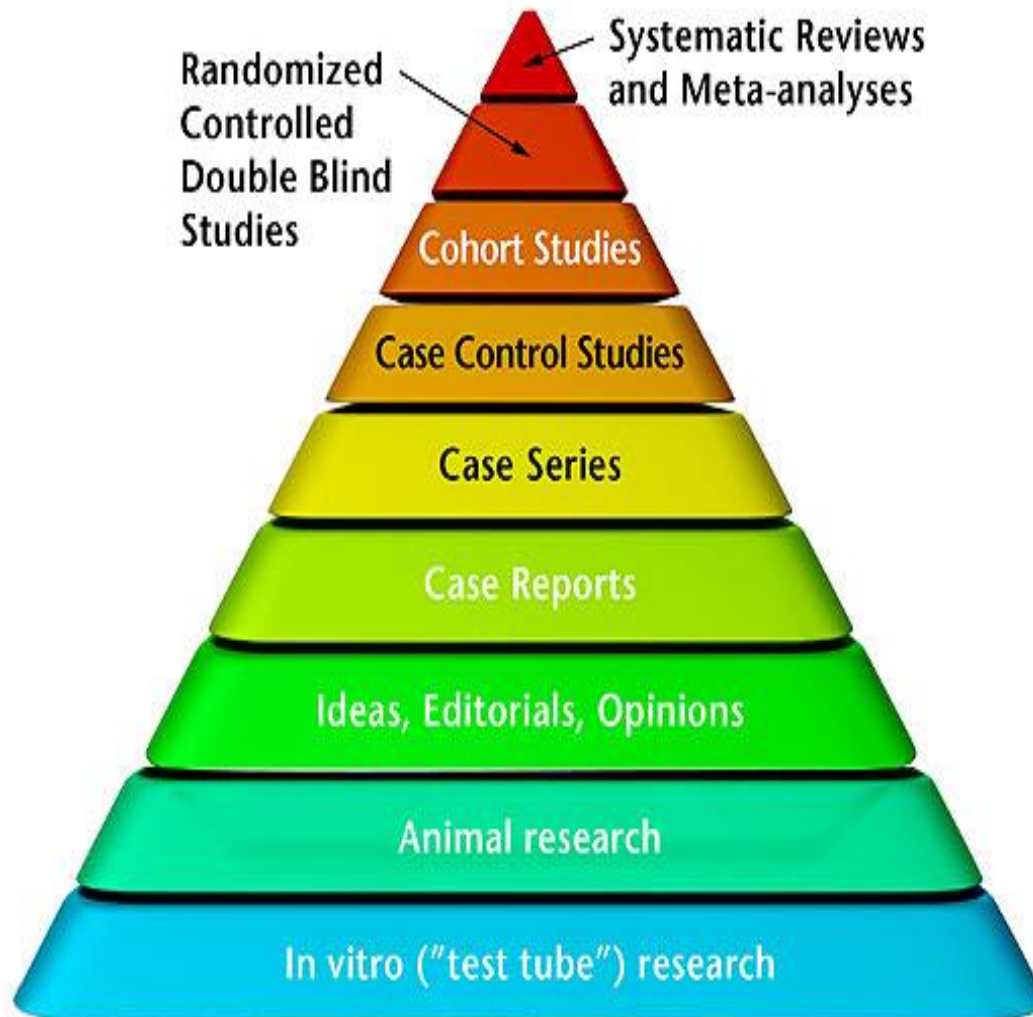 Systematic Reviews
and Meta-analyses
Randomized
Controlled
Double Blind
Studies
Cohort Studies
Case Control Studies
Case Series
Case Reports
Ideas, Editorials, Opinions
Animal research
In vitro ("test tube") research